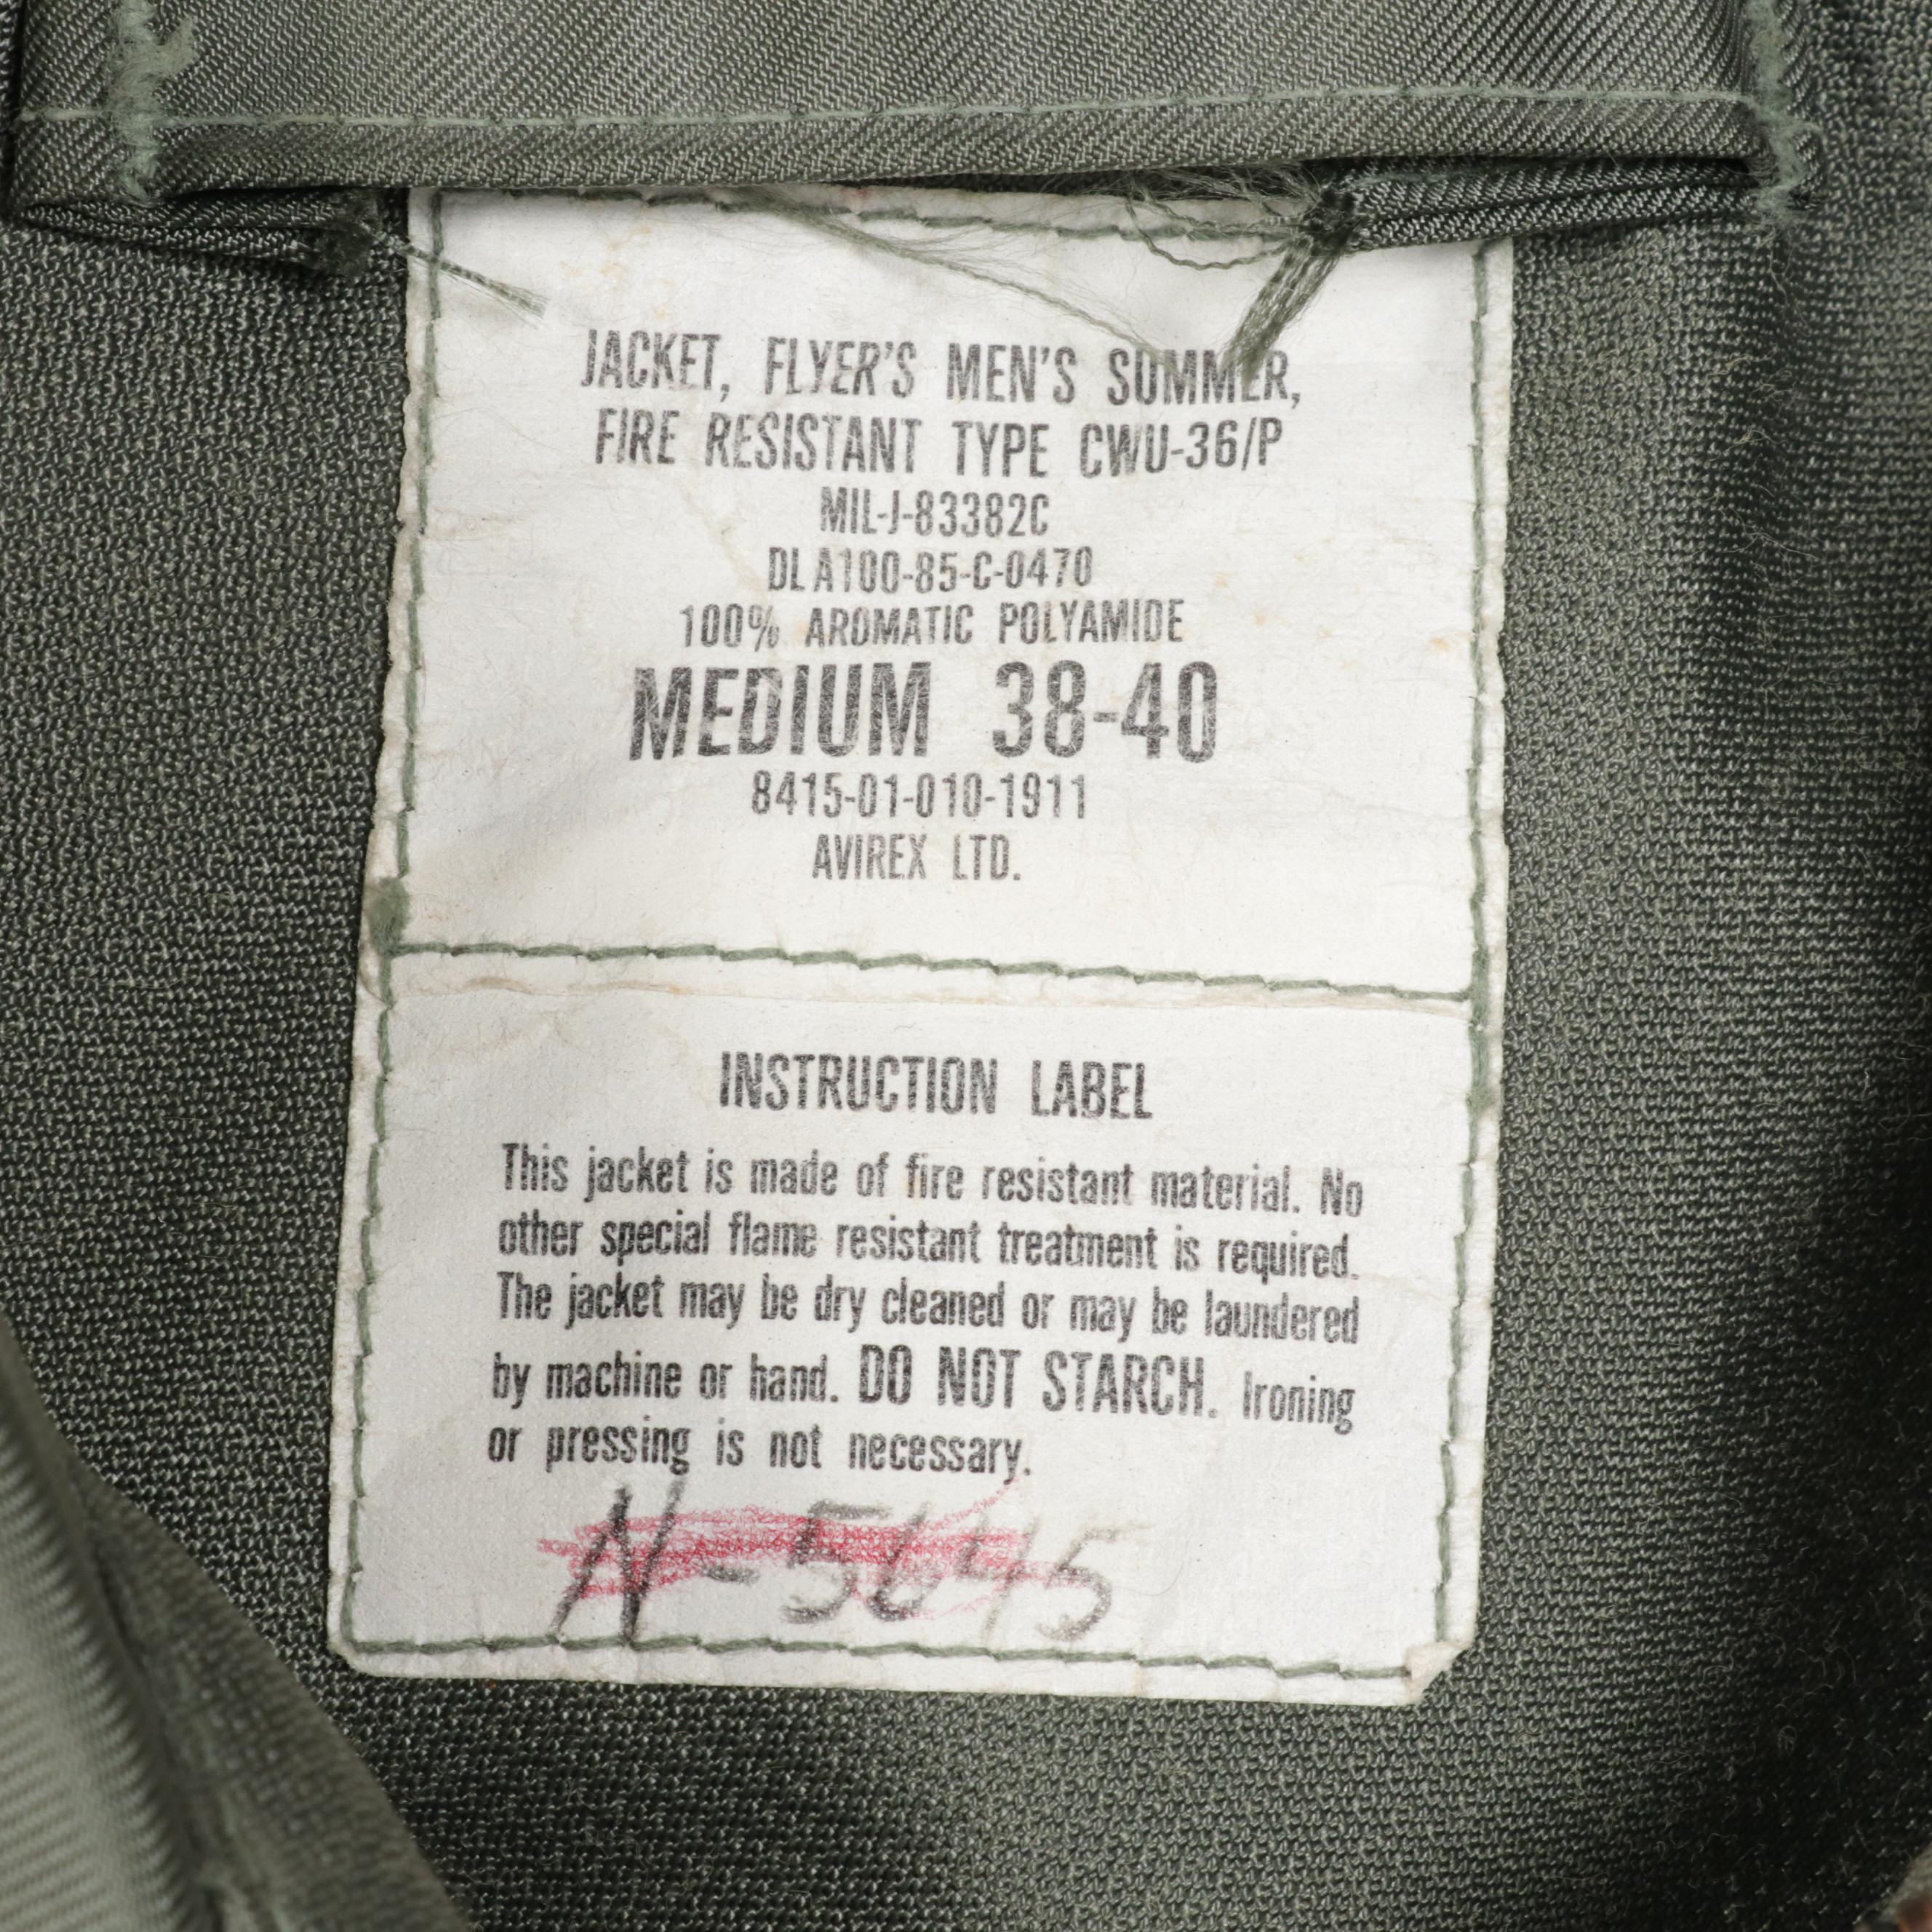 JACKET, FLYER'S MEN'S SUMMER,
FIRE RESISTANT TYPE CWU-36/P
MIL-J-83382C
DLA100-85-C-0470
100% AROMATIC POLYAMIDE
MEDIUM 38-40
8415-01-010-1911
AVIREX LTD.
INSTRUCTION LABEL
This jacket is made of fire resistant material. No
other special flame resistant treatment is required.
The jacket may be dry cleaned or may be laundered
by machine or hand. DO NOT STARCH. Ironing
or pressing is not necessary.
N-5645